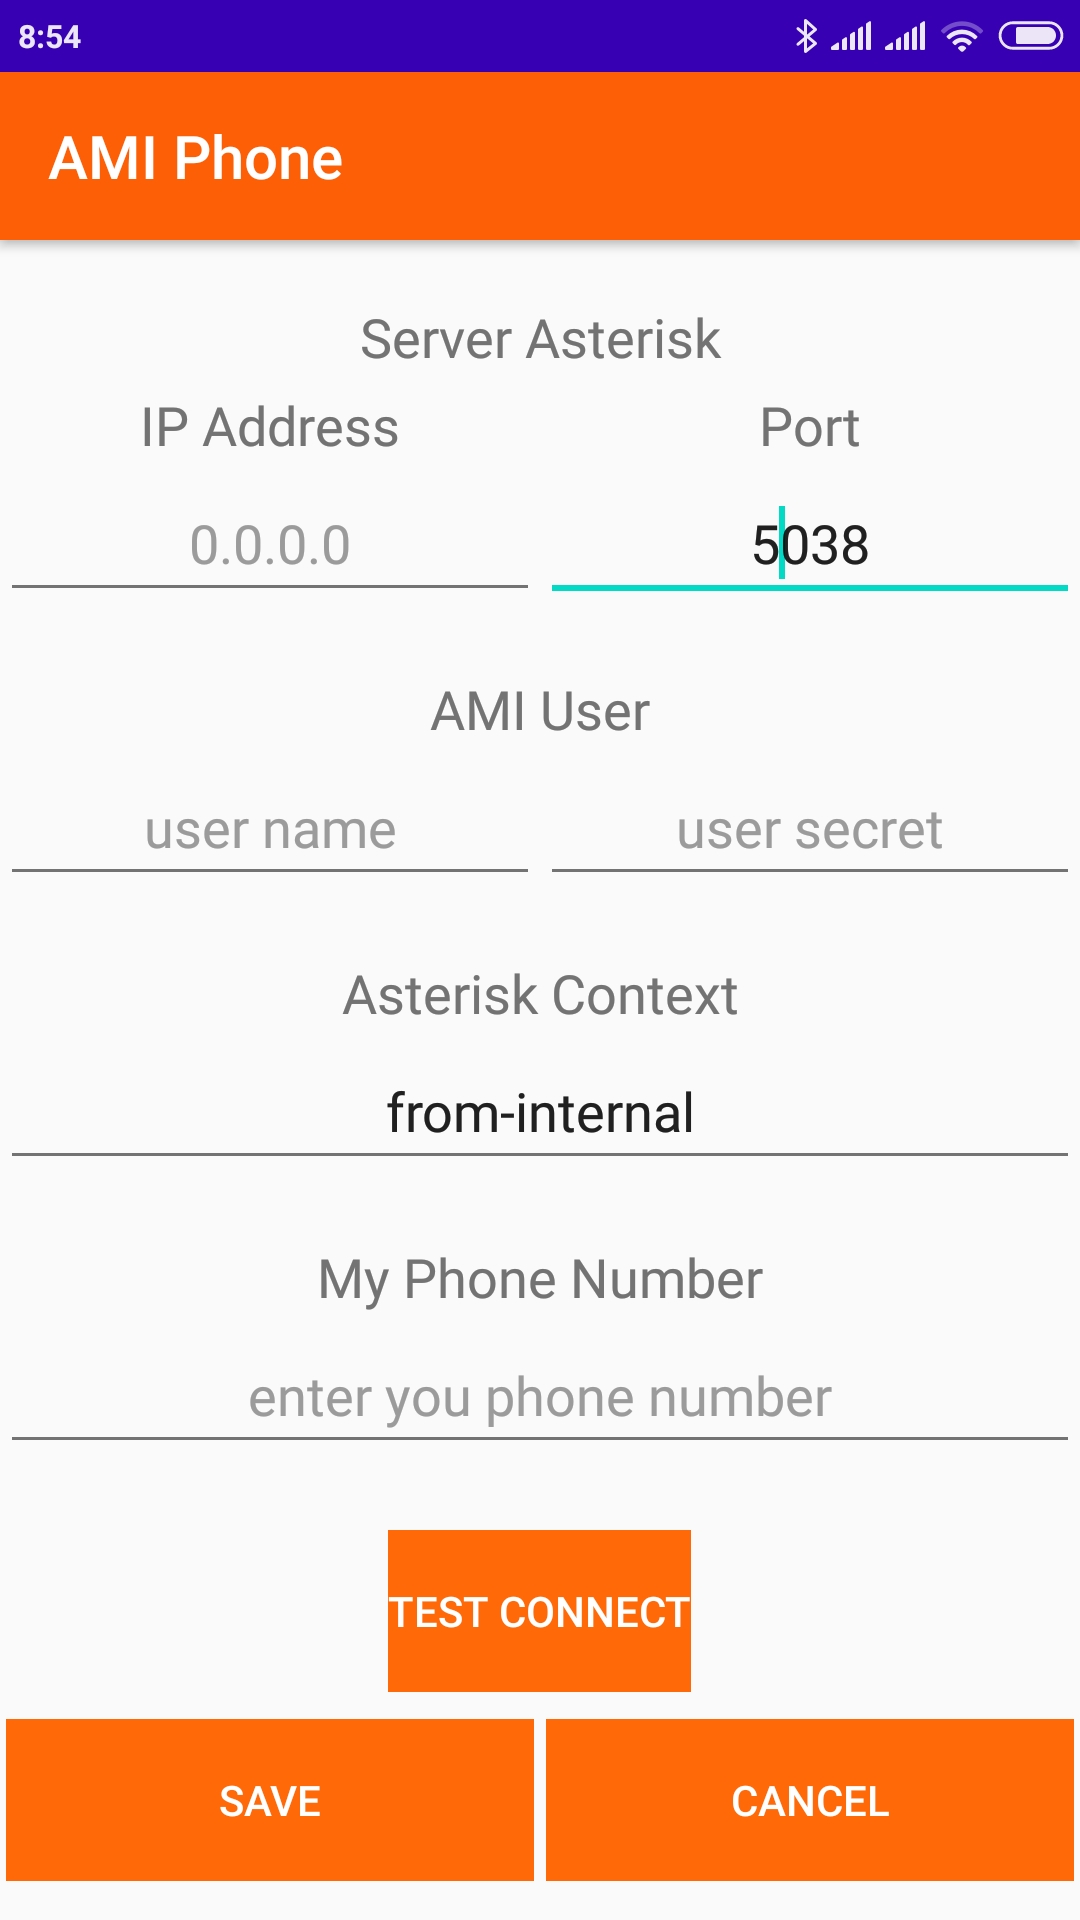 8:54
AMI Phone
Server Asterisk
IP Address Port
0.0.0.0 5038
AMI User
user name user secret
Asterisk Context
from-internal
My Phone Number
enter you phone number
TEST CONNECT
SAVE CANCEL